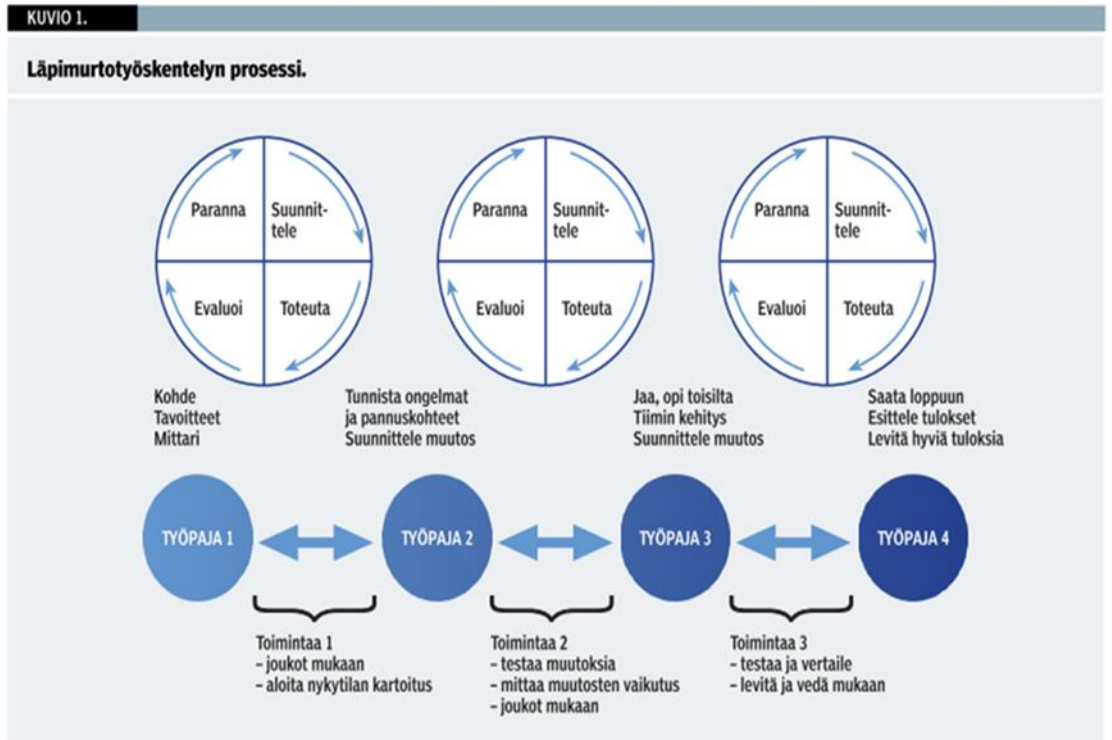 KUVIO 1.
Läpimurtotyöskentelyn prosessi.
Paranna
Suunnit-
tele
Evaluoi
Toteuta
Paranna
Suunnit-
tele
Evaluoi
Toteuta
Paranna
Suunnit-
tele
Evaluoi
Toteuta
Kohde
Tavoitteet
Mittari
Tunnista ongelmat
ja pannuskohteet
Suunnittele muutos
Jaa, opi toisilta
Tiimin kehitys
Suunnittele muutos
Saata loppuun
Esittele tulokset
Levitä hyviä tuloksia
TYÖPAJA 1
TYÖPAJA 2
TYÖPAJA 3
TYÖPAJA 4
Toimintaa 1
– joukot mukaan
– aloita nykytilan kartoitus
Toimintaa 2
– testaa muutoksia
– mittaa muutosten vaikutus
– joukot mukaan
Toimintaa 3
– testaa ja vertaile
– levitä ja vedä mukaan